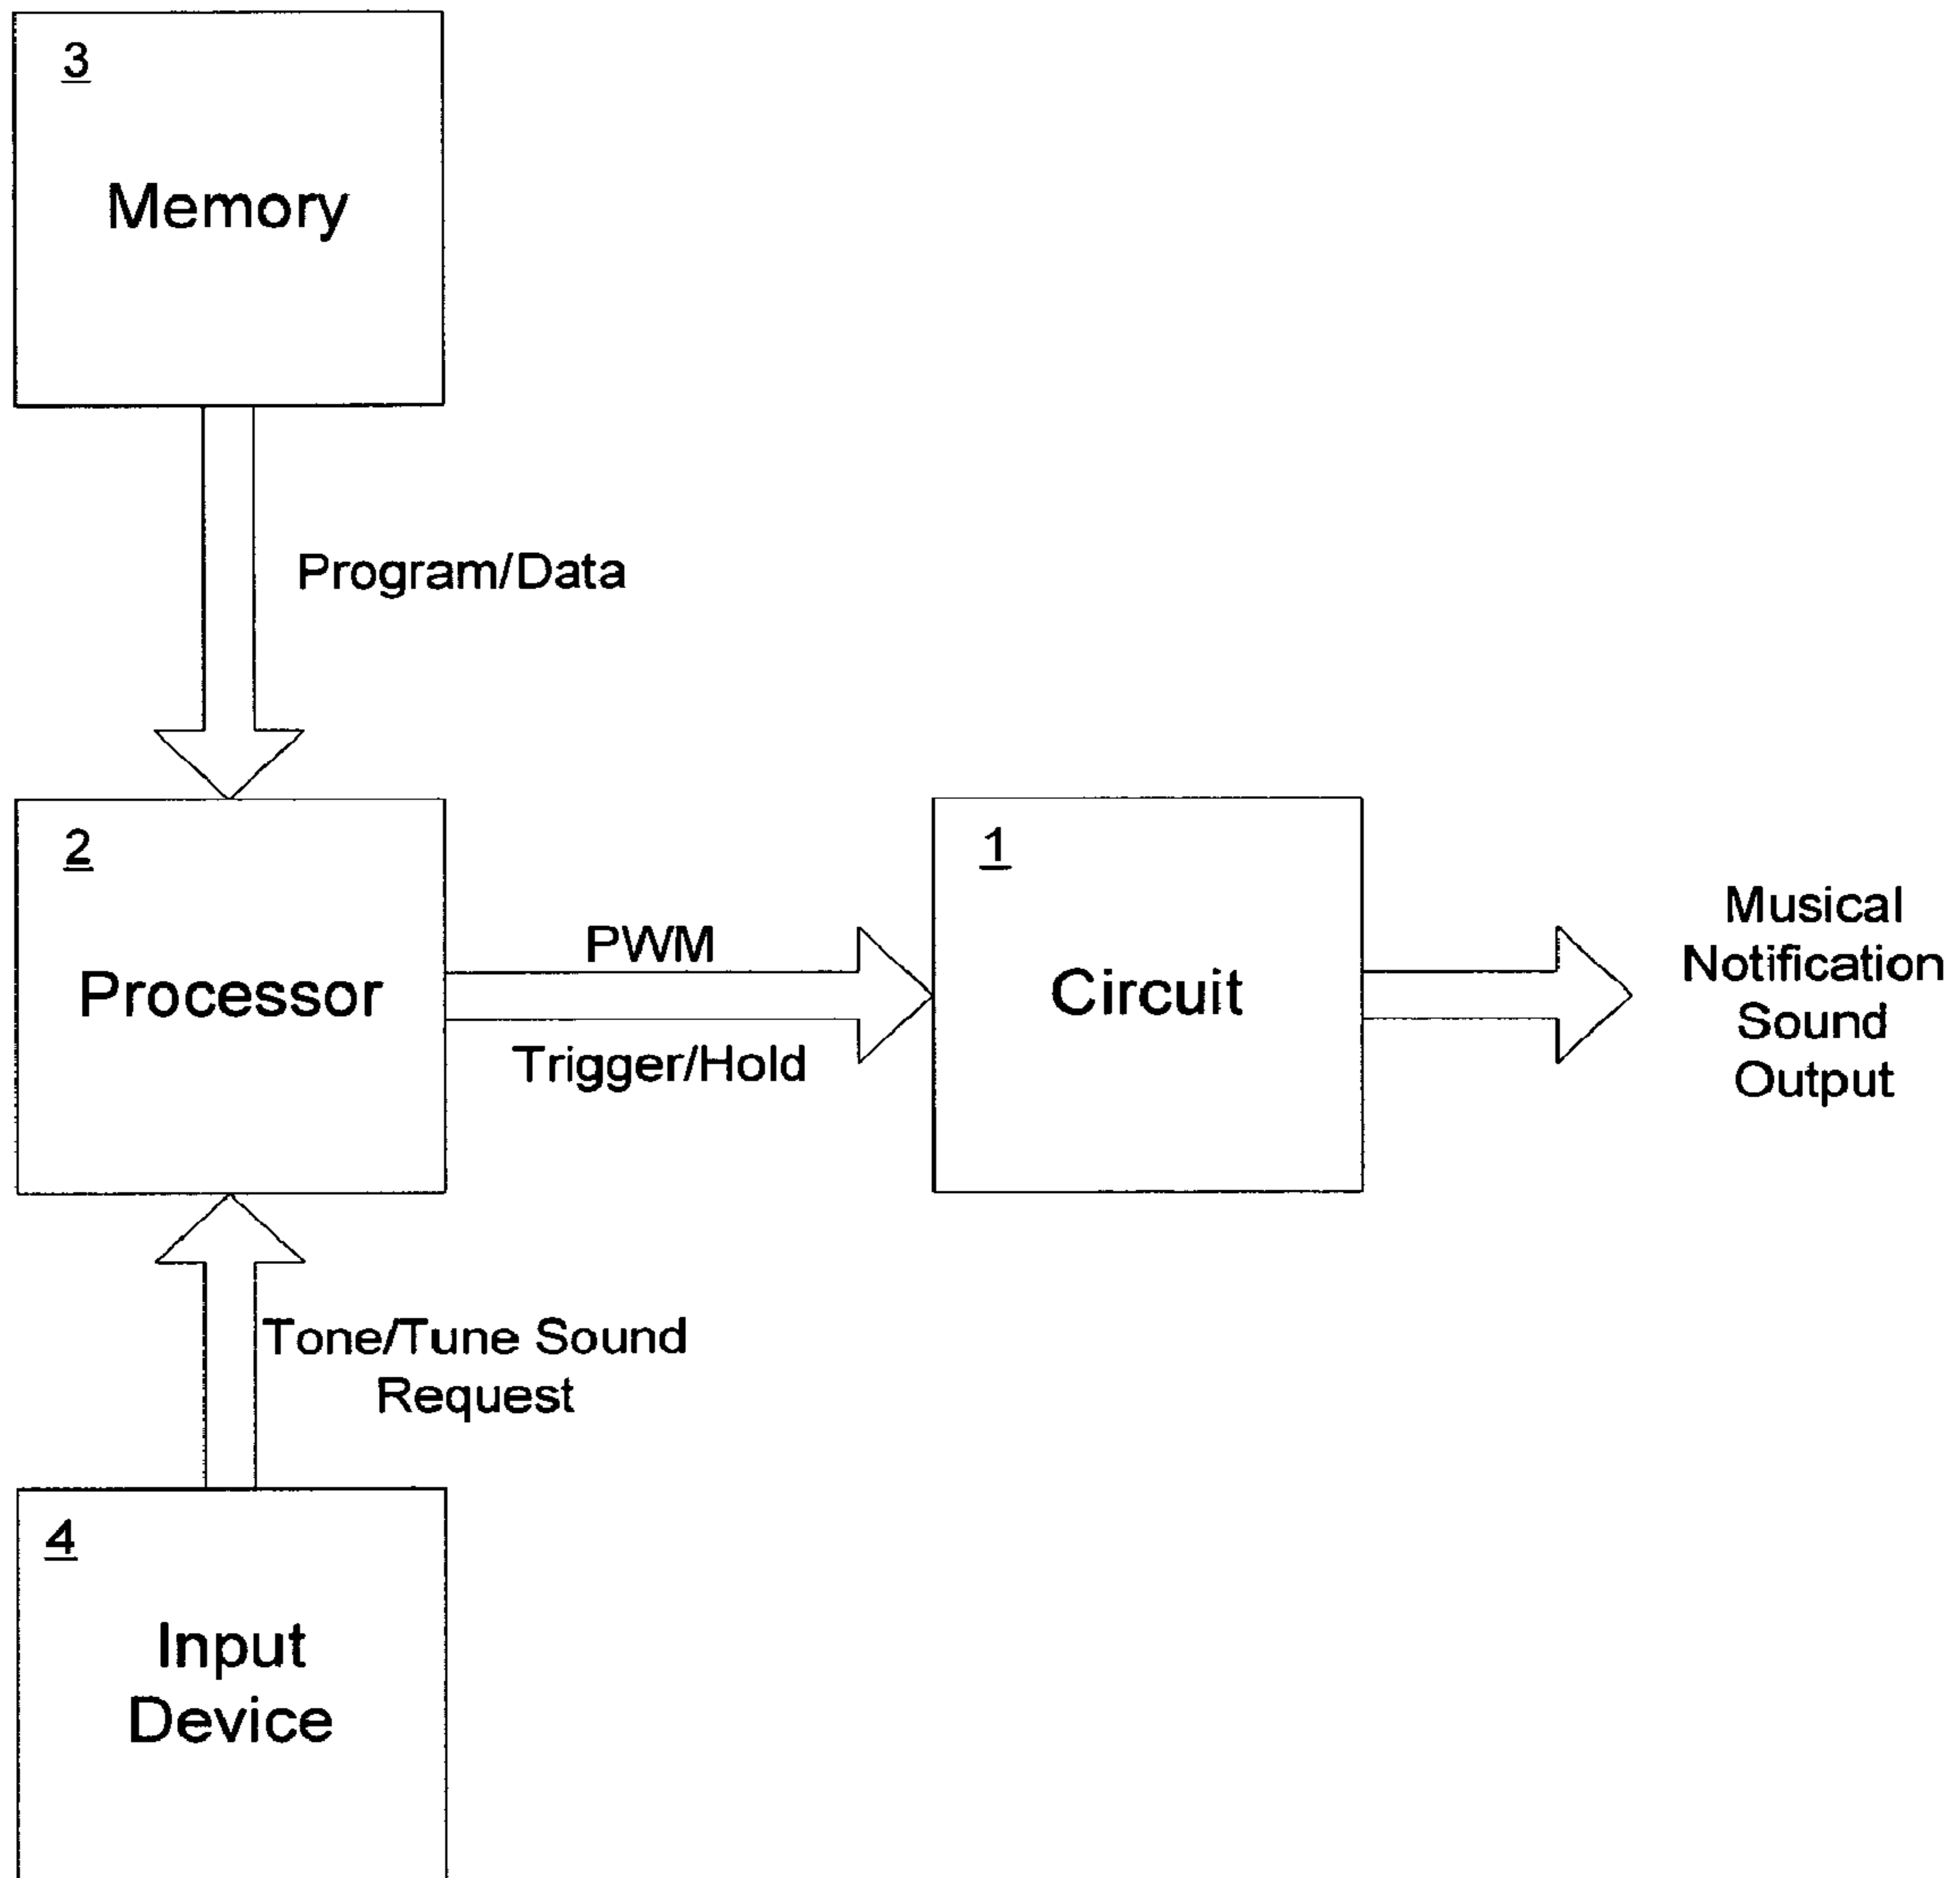 3
Memory
Program/Data
2
Processor
PWM
Trigger/Hold
1
Circuit
Musical
Notification
Sound
Output
Tone/Tune Sound
Request
4
Input
Device